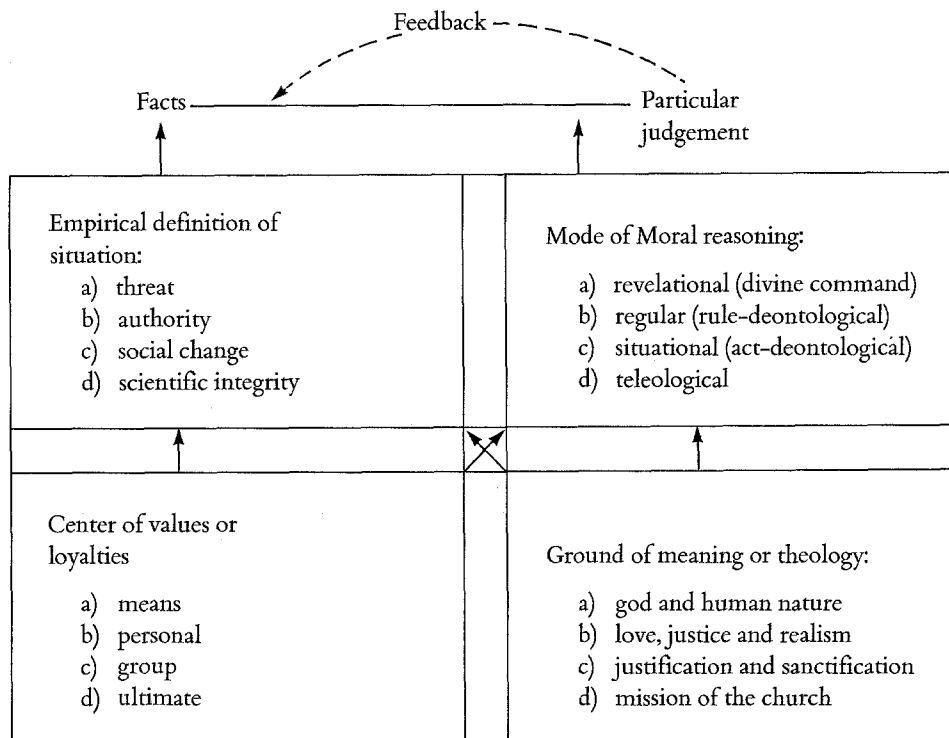 Feedback
Facts
Particular
judgement
Empirical definition of
situation:
a) threat
b) authority
c) social change
d) scientific integrity
Mode of Moral reasoning:
a) revelational (divine command)
b) regular (rule-deontological)
c) situational (act-deontological)
d) teleological
Center of values or
loyalties
a) means
b) personal
c) group
d) ultimate
Ground of meaning or theology:
a) god and human nature
b) love, justice and realism
c) justification and sanctification
d) mission of the church